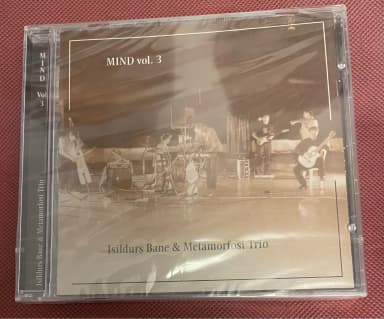 MIND vol. 3
Isildurs Bane & Metamorfosi Trio
MIND
Vol
3
Isildurs Bane & Metamorfosi Trio